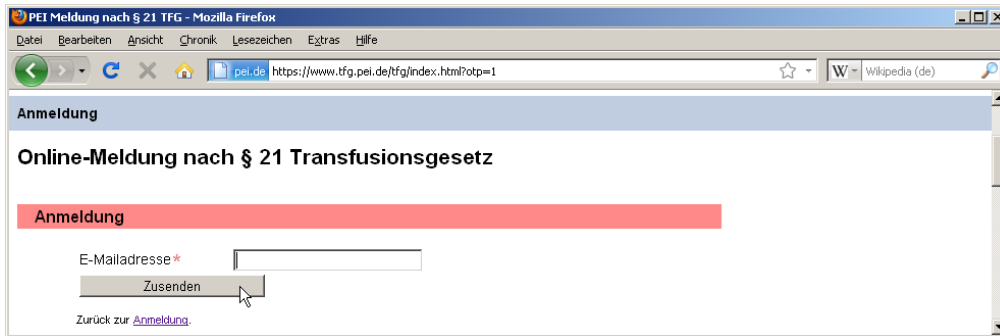 PEI Meldung nach § 21 TFG - Mozilla Firefox
Datei Bearbeiten Ansicht Chronik Lesezeichen Extras Hilfe
pei.de https://www.tfg.pei.de/tfg/index.html?otp=1 W Wikipedia (de)
Anmeldung
Online-Meldung nach § 21 Transfusionsgesetz
Anmeldung
E-Mailadresse*
Zusenden
Zurück zur Anmeldung.